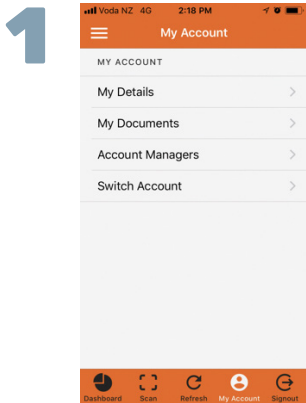 1
Voda NZ 4G 2:18 PM
My Account
MY ACCOUNT
My Details
My Documents
Account Managers
Switch Account
Dashboard Scan Refresh My Account Signout